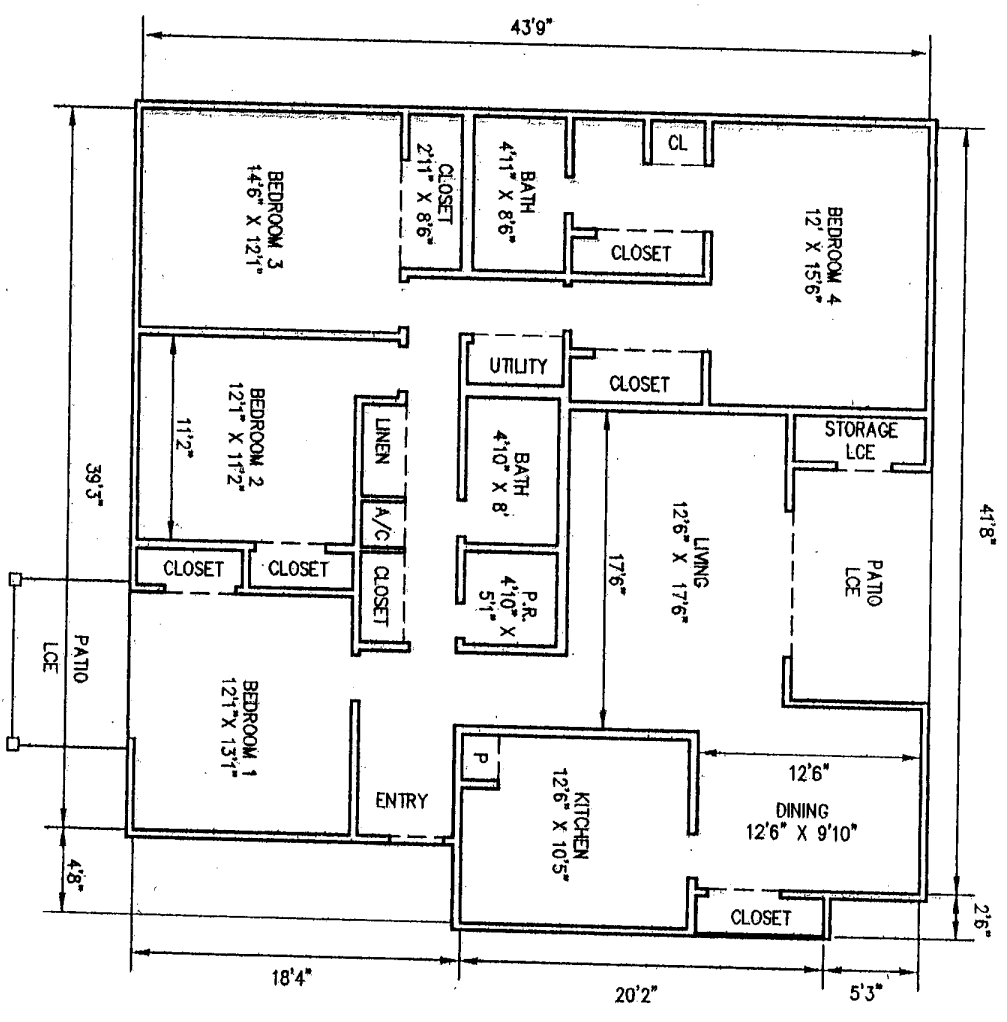 43'9"
CL
BEDROOM 4
12' X 15'6"
BATH
4'11" X 8'6"
CLOSET
2'11" X 8'6"
BEDROOM 3
14'6" X 12'1"
CLOSET
UTILITY
CLOSET
STORAGE
LCE
BEDROOM 2
12'1" X 11'2"
11'2"
LINEN
A/C
BATH
4'10" X 8'
LIVING
12'6" X 17'6"
17'6"
PATIO
LCE
41'8"
39'3"
CLOSET
CLOSET
CLOSET
P.R.
4'10" X
5'1"
PATIO
LCE
BEDROOM 1
12'1" X 13'1"
ENTRY
P
KITCHEN
12'6" X 10'5"
12'6"
DINING
12'6" X 9'10"
CLOSET
4'8"
2'6"
18'4"
20'2"
5'3"